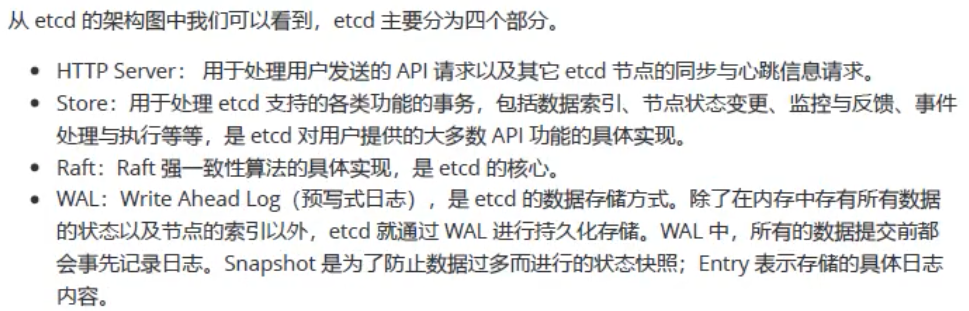 从 etcd 的架构图中我们可以看到，etcd 主要分为四个部分。
• HTTP Server： 用于处理用户发送的 API 请求以及其它 etcd 节点的同步与心跳信息请求。
• Store：用于处理 etcd 支持的各类功能的事务，包括数据索引、节点状态变更、监控与反馈、事件
处理与执行等等，是 etcd 对用户提供的大多数 API 功能的具体实现。
• Raft：Raft 强一致性算法的具体实现，是 etcd 的核心。
• WAL：Write Ahead Log（预写式日志），是 etcd 的数据存储方式。除了在内存中存有所有数据
的状态以及节点的索引以外，etcd 就通过 WAL 进行持久化存储。WAL 中，所有的数据提交前都
会事先记录日志。Snapshot 是为了防止数据过多而进行的状态快照；Entry 表示存储的具体日志
内容。